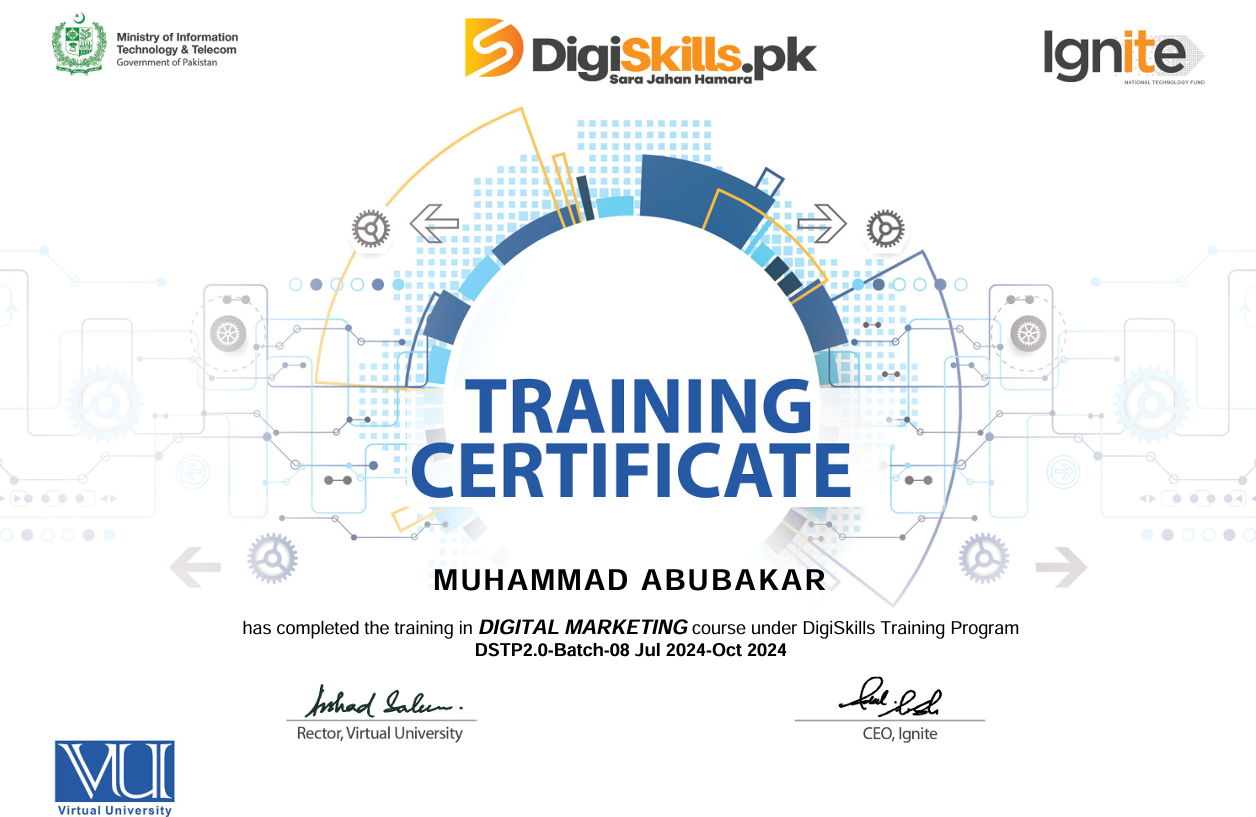 Ministry of Information
Technology & Telecom
Government of Pakistan
DigiSkills.pk
Sara Jahan Hamara
Ignite
NATIONAL TECHNOLOGY FUND
TRAINING
CERTIFICATE
MUHAMMAD ABUBAKAR
has completed the training in DIGITAL MARKETING course under DigiSkills Training Program
DSTP2.0-Batch-08 Jul 2024-Oct 2024
Rector, Virtual University
CEO, Ignite
VU
Virtual University